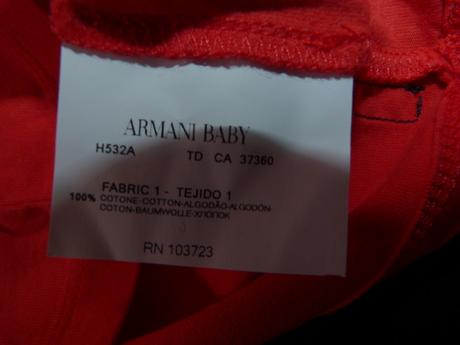 ARMANI BABY
H532A TD CA 37360
FABRIC 1 - TEJIDO 1
100% COTONE-COTTON-ALGODÃO-ALGODÓN-
COTON-BAUMWOLLE-ХЛОПОК
RN 103723